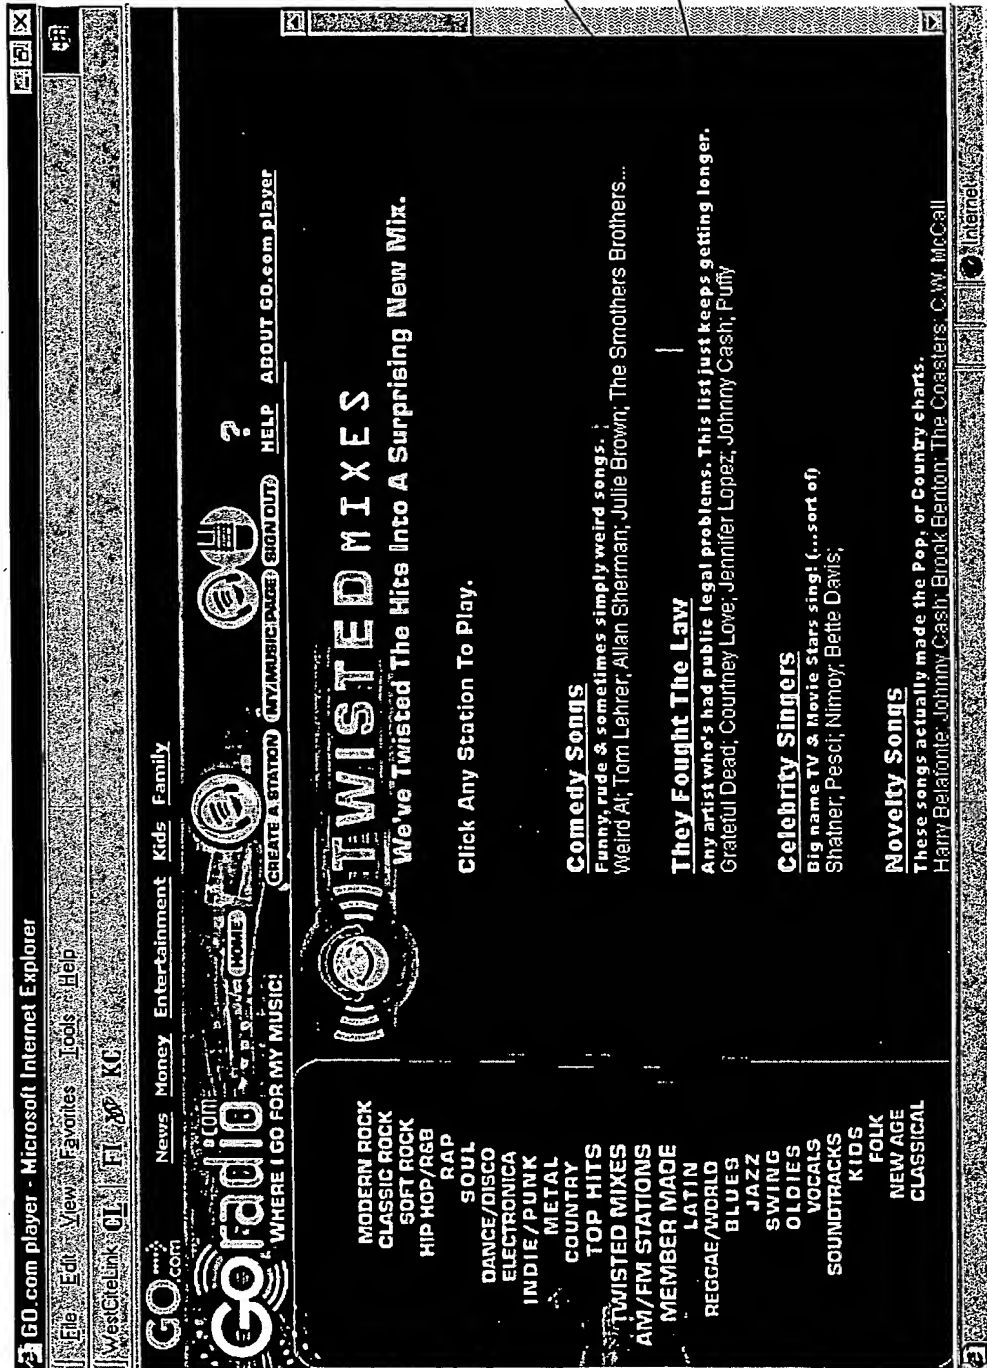 GO.com player - Microsoft Internet Explorer
File Edit View Favorites Tools Help
WestCiteLink CL FI KC
GO.com
News Money Entertainment Kids Family
GOradio.COM
HOME
WHERE I GO FOR MY MUSIC!
CREATE A STATION MY MUSIC PAGE SIGN OUT HELP ABOUT GO.com player
?
MODERN ROCK
CLASSIC ROCK
SOFT ROCK
HIP HOP/R&B
RAP
SOUL
DANCE/DISCO
ELECTRONICA
INDIE/PUNK
METAL
COUNTRY
TOP HITS
TWISTED MIXES
AM/FM STATIONS
MEMBER MADE
LATIN
REGGAE/WORLD
BLUES
JAZZ
SWING
OLDIES
VOCALS
SOUNDTRACKS
KIDS
FOLK
NEW AGE
CLASSICAL
TWISTED MIXES
We've Twisted The Hits Into A Surprising New Mix.
Click Any Station To Play.
Comedy Songs
Funny, rude & sometimes simply weird songs.
Weird Al; Tom Lehrer; Allan Sherman; Julie Brown; The Smothers Brothers...
They Fought The Law
Any artist who's had public legal problems. This list just keeps getting longer.
Grateful Dead; Courtney Love; Jennifer Lopez; Johnny Cash; Puffy
Celebrity Singers
Big name TV & Movie Stars sing! (...sort of)
Shatner; Pesci; Nimoy; Bette Davis;
Novelty Songs
These songs actually made the Pop, or Country charts.
Harry Belafonte; Johnny Cash; Brook Benton; The Coasters; C.W. McCall
Internet